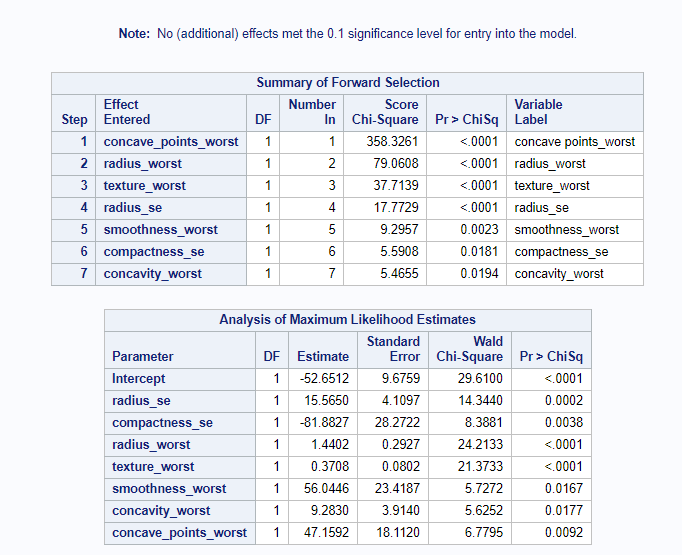 Note: No (additional) effects met the 0.1 significance level for entry into the model.
Summary of Forward Selection
Step Effect Entered DF Number In Score Chi-Square Pr > ChiSq Variable Label
1 concave_points_worst 1 1 358.3261 <.0001 concave points_worst
2 radius_worst 1 2 79.0608 <.0001 radius_worst
3 texture_worst 1 3 37.7139 <.0001 texture_worst
4 radius_se 1 4 17.7729 <.0001 radius_se
5 smoothness_worst 1 5 9.2957 0.0023 smoothness_worst
6 compactness_se 1 6 5.5908 0.0181 compactness_se
7 concavity_worst 1 7 5.4655 0.0194 concavity_worst
Analysis of Maximum Likelihood Estimates
Parameter DF Estimate Standard Error Wald Chi-Square Pr > ChiSq
Intercept 1 -52.6512 9.6759 29.6100 <.0001
radius_se 1 15.5650 4.1097 14.3440 0.0002
compactness_se 1 -81.8827 28.2722 8.3881 0.0038
radius_worst 1 1.4402 0.2927 24.2133 <.0001
texture_worst 1 0.3708 0.0802 21.3733 <.0001
smoothness_worst 1 56.0446 23.4187 5.7272 0.0167
concavity_worst 1 9.2830 3.9140 5.6252 0.0177
concave_points_worst 1 47.1592 18.1120 6.7795 0.0092